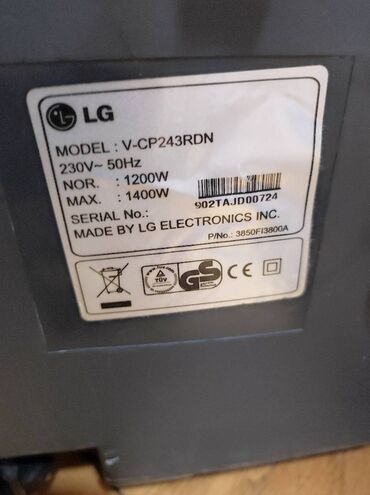 LG
MODEL : V-CP243RDN
230V~ 50Hz
NOR. : 1200W
MAX. : 1400W
SERIAL No.: 902TAJD00724
MADE BY LG ELECTRONICS INC.
P/No.: 3850FI3800A
TÜV
GS
CE